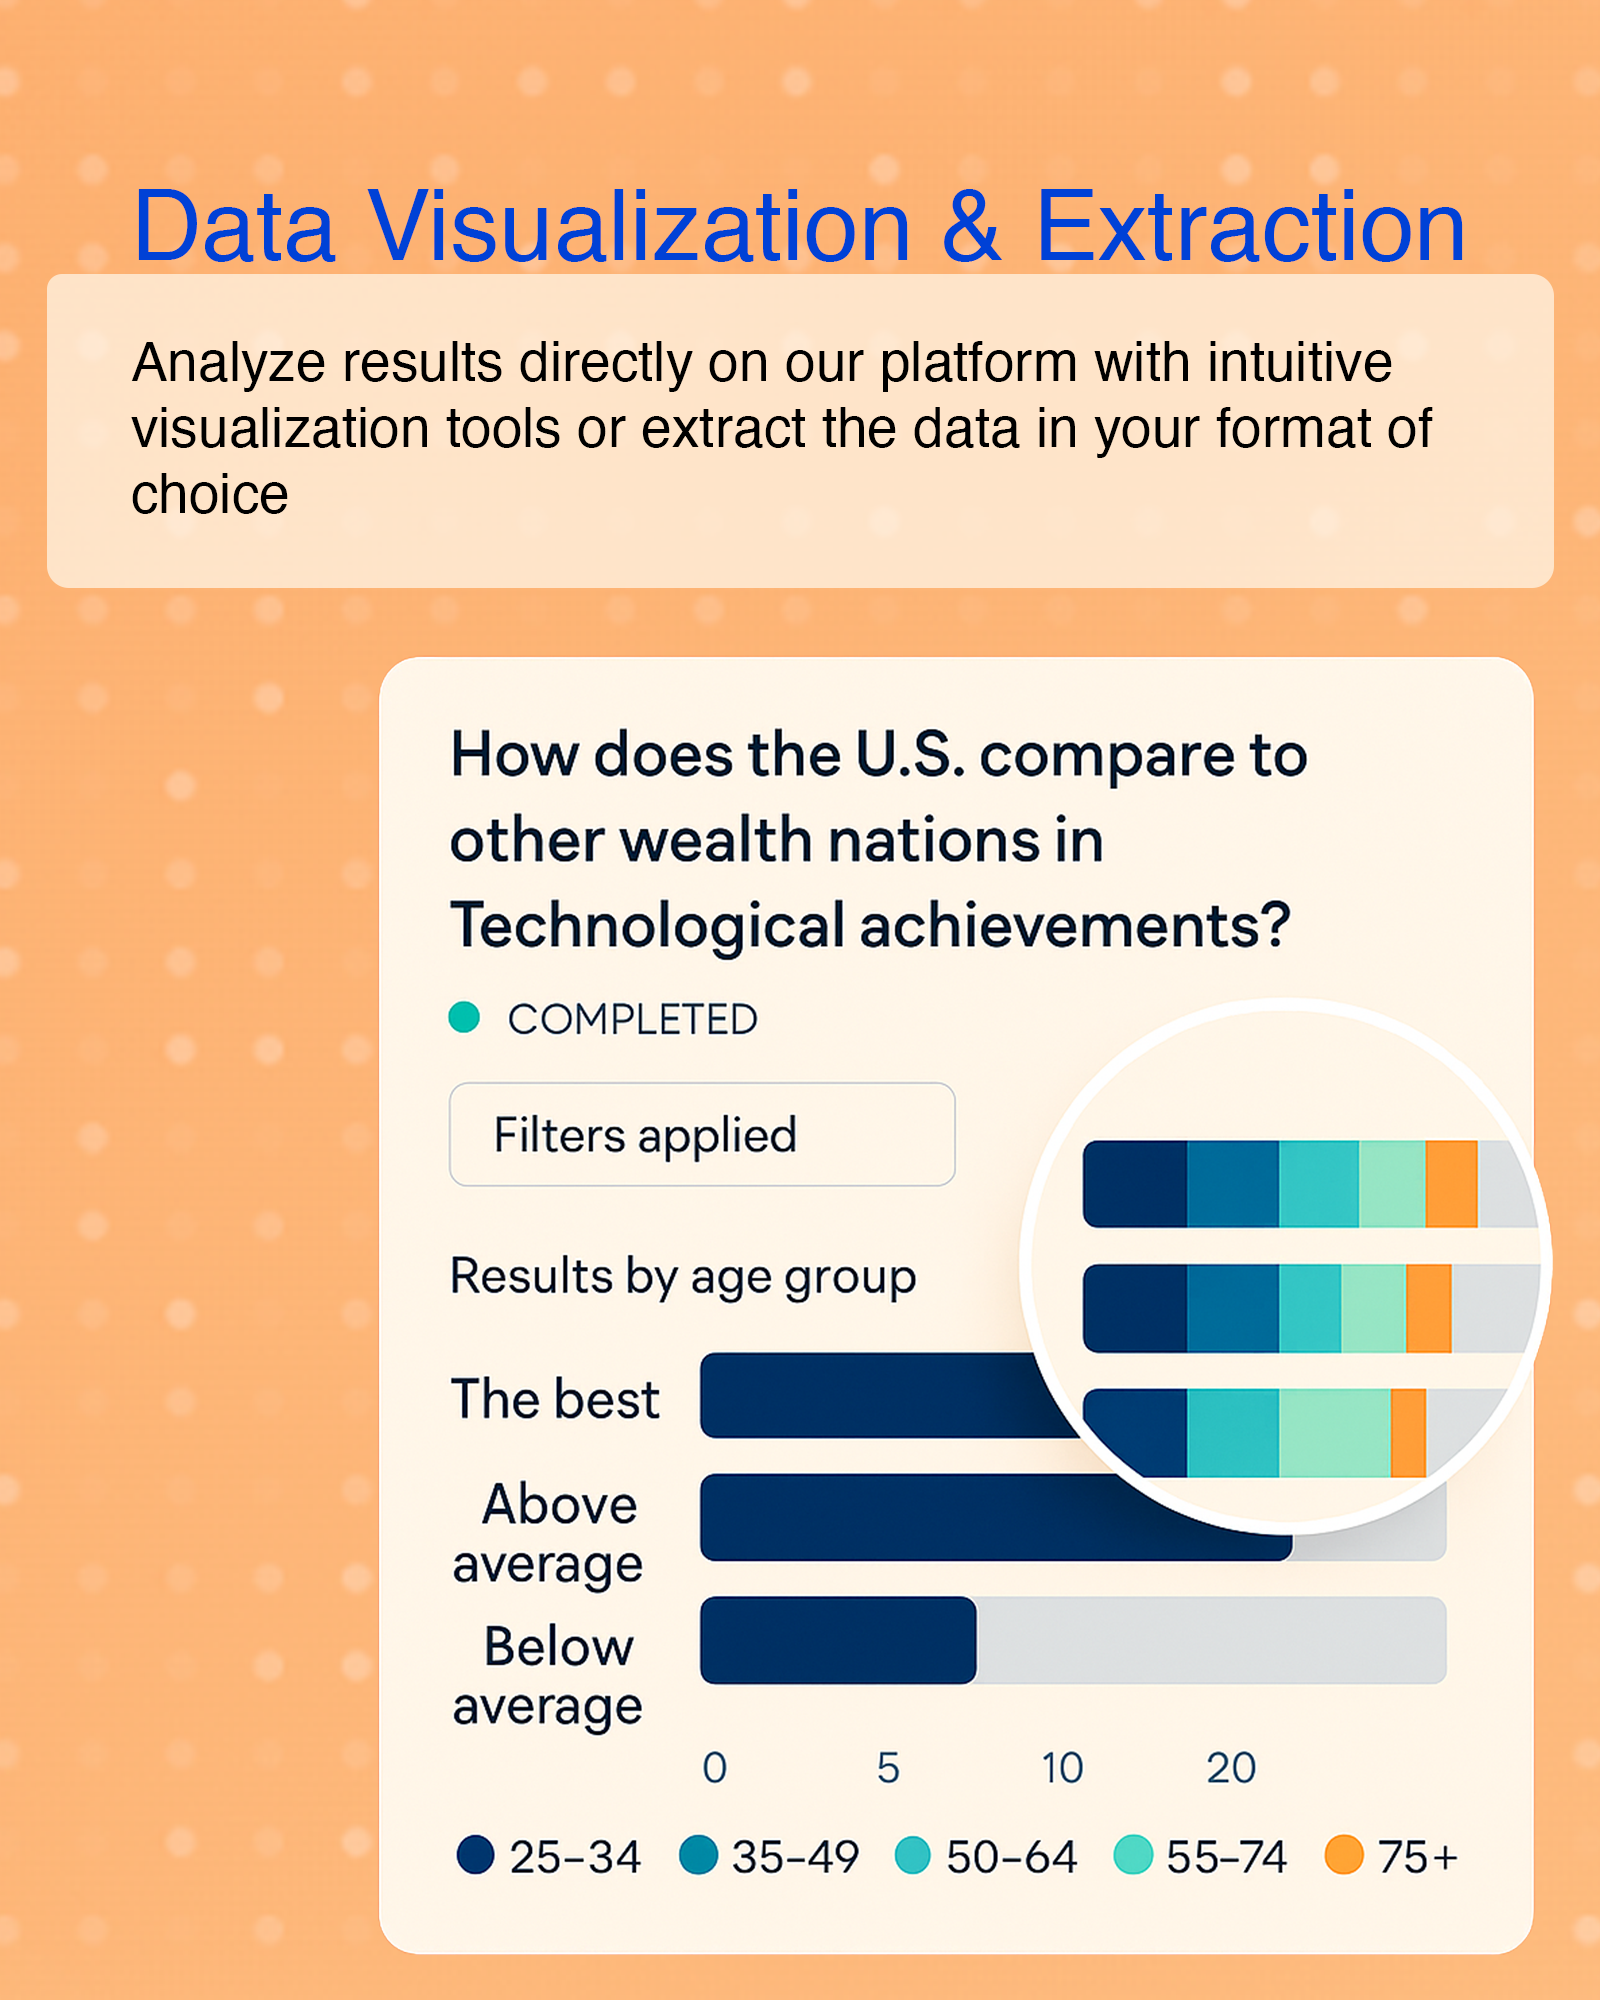 Data Visualization & Extraction
Analyze results directly on our platform with intuitive
visualization tools or extract the data in your format of
choice
How does the U.S. compare to
other wealth nations in
Technological achievements?
COMPLETED
Filters applied
Results by age group
The best
Above
average
Below
average
0 5 10 20
25–34 35–49 50–64 55–74 75+